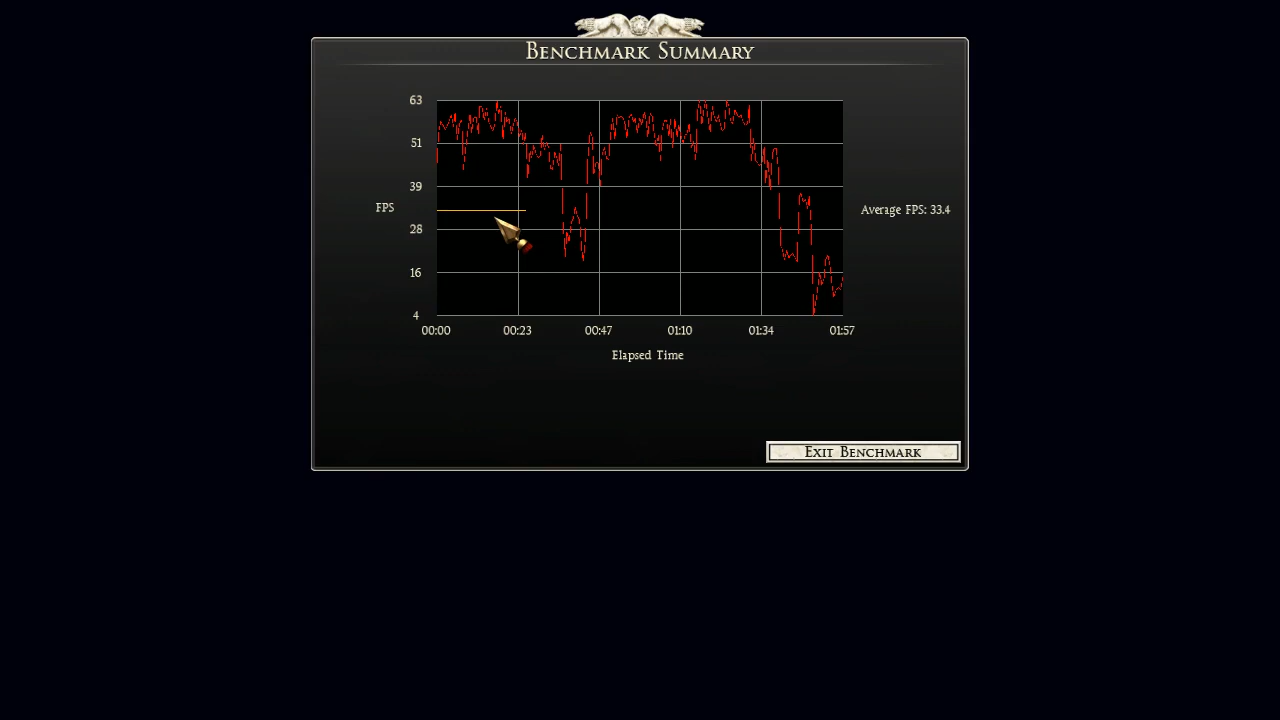 Benchmark Summary
63
51
39
FPS
28
16
4
Average FPS: 33.4
00:00 00:23 00:47 01:10 01:34 01:57
Elapsed Time
Exit Benchmark